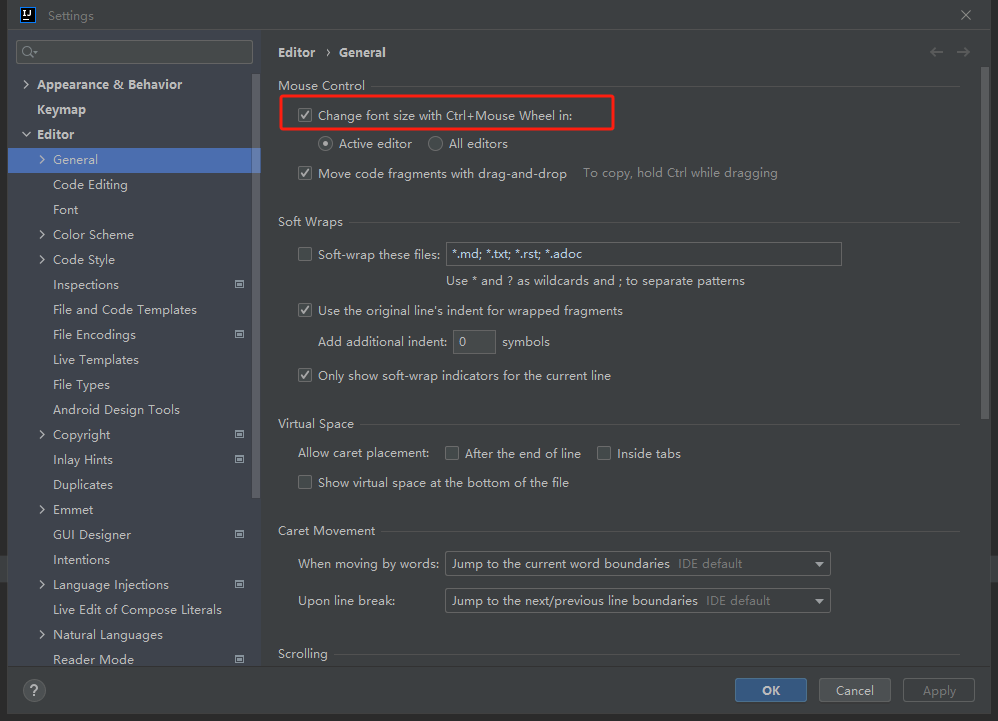 IJ
Settings
Appearance & Behavior
Keymap
Editor
General
Code Editing
Font
Color Scheme
Code Style
Inspections
File and Code Templates
File Encodings
Live Templates
File Types
Android Design Tools
Copyright
Inlay Hints
Duplicates
Emmet
GUI Designer
Intentions
Language Injections
Live Edit of Compose Literals
Natural Languages
Reader Mode
Editor › General
Mouse Control
Change font size with Ctrl+Mouse Wheel in:
Active editor All editors
Move code fragments with drag-and-drop To copy, hold Ctrl while dragging
Soft Wraps
Soft-wrap these files: *.md; *.txt; *.rst; *.adoc
Use * and ? as wildcards and ; to separate patterns
Use the original line's indent for wrapped fragments
Add additional indent: 0 symbols
Only show soft-wrap indicators for the current line
Virtual Space
Allow caret placement: After the end of line Inside tabs
Show virtual space at the bottom of the file
Caret Movement
When moving by words: Jump to the current word boundaries IDE default
Upon line break: Jump to the next/previous line boundaries IDE default
Scrolling
? OK Cancel Apply